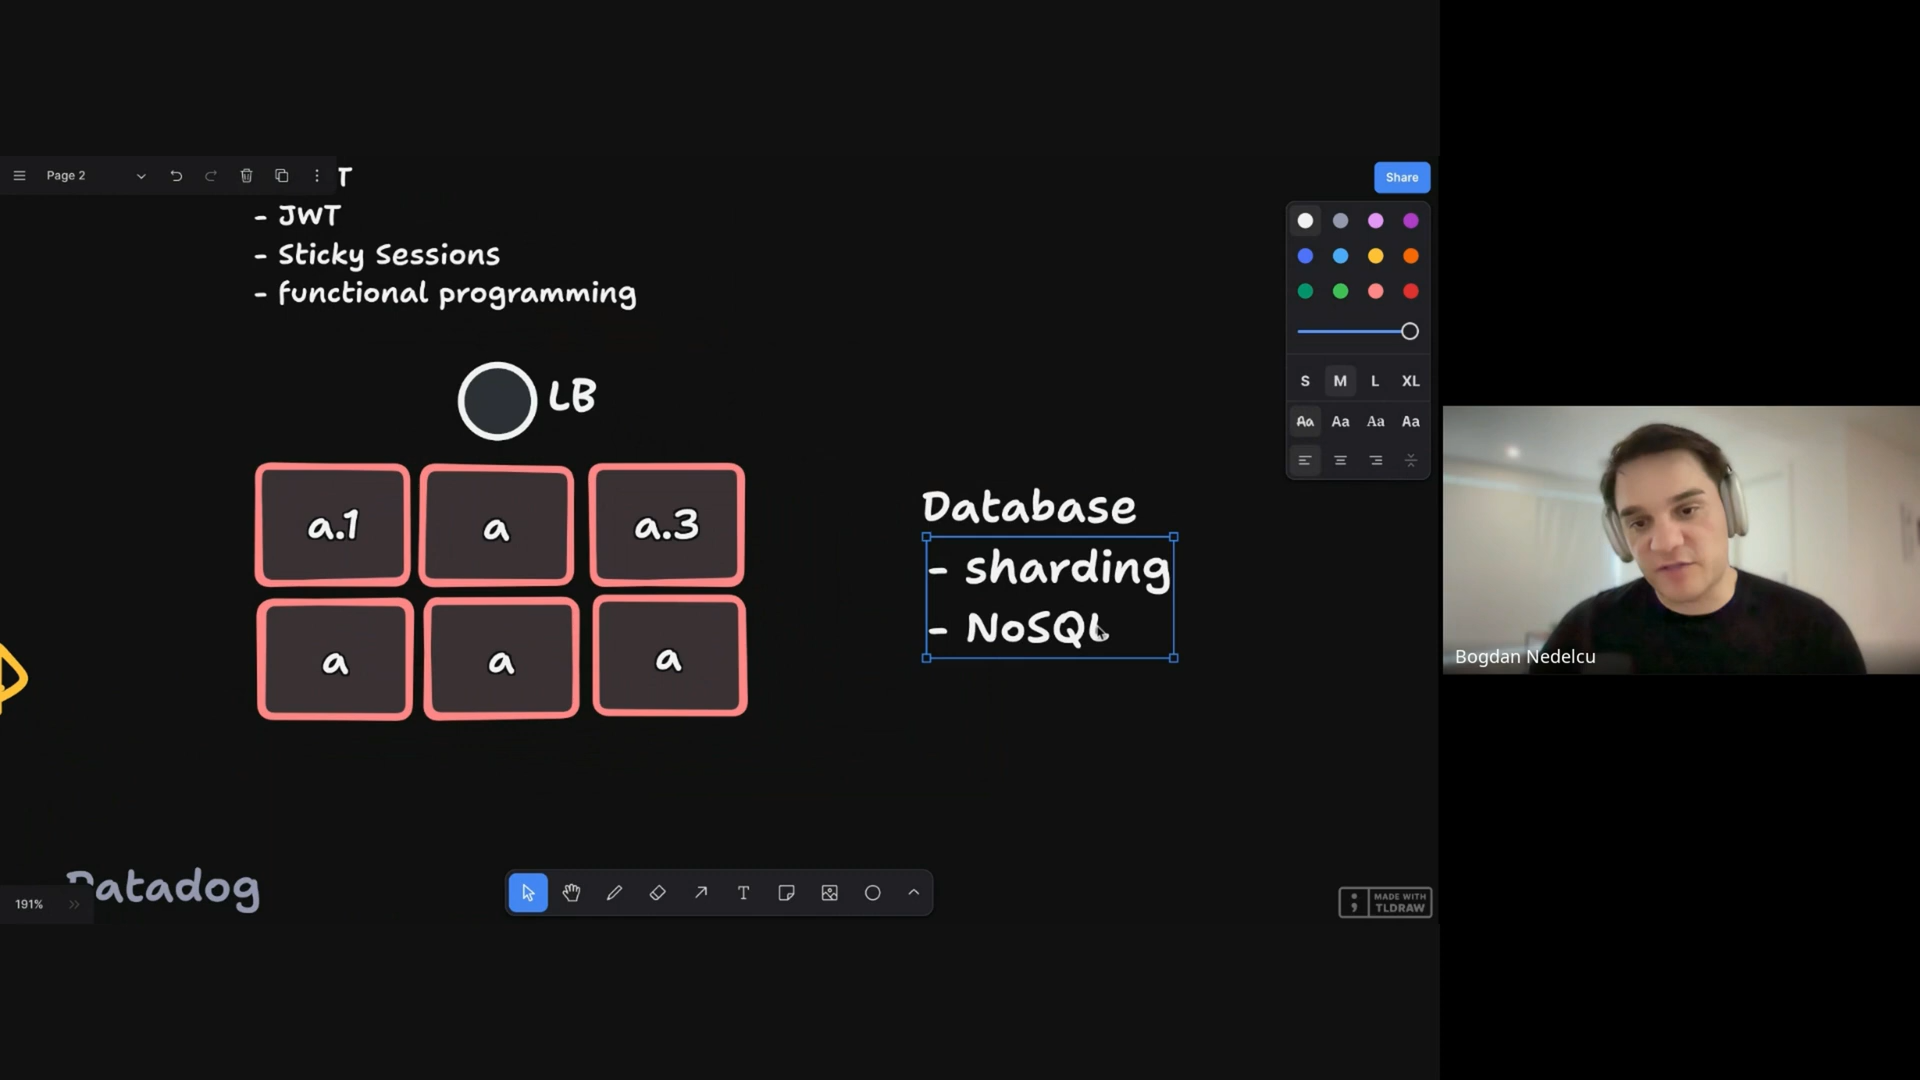 Page 2
T
Share
- JWT
- Sticky Sessions
- functional programming
S M L XL
Aa Aa Aa Aa
LB
a.1 a a.3
a a a
Database
- sharding
- NoSQL
Bogdan Nedelcu
Datadog
191%
T
MADE WITH
TLDRAW